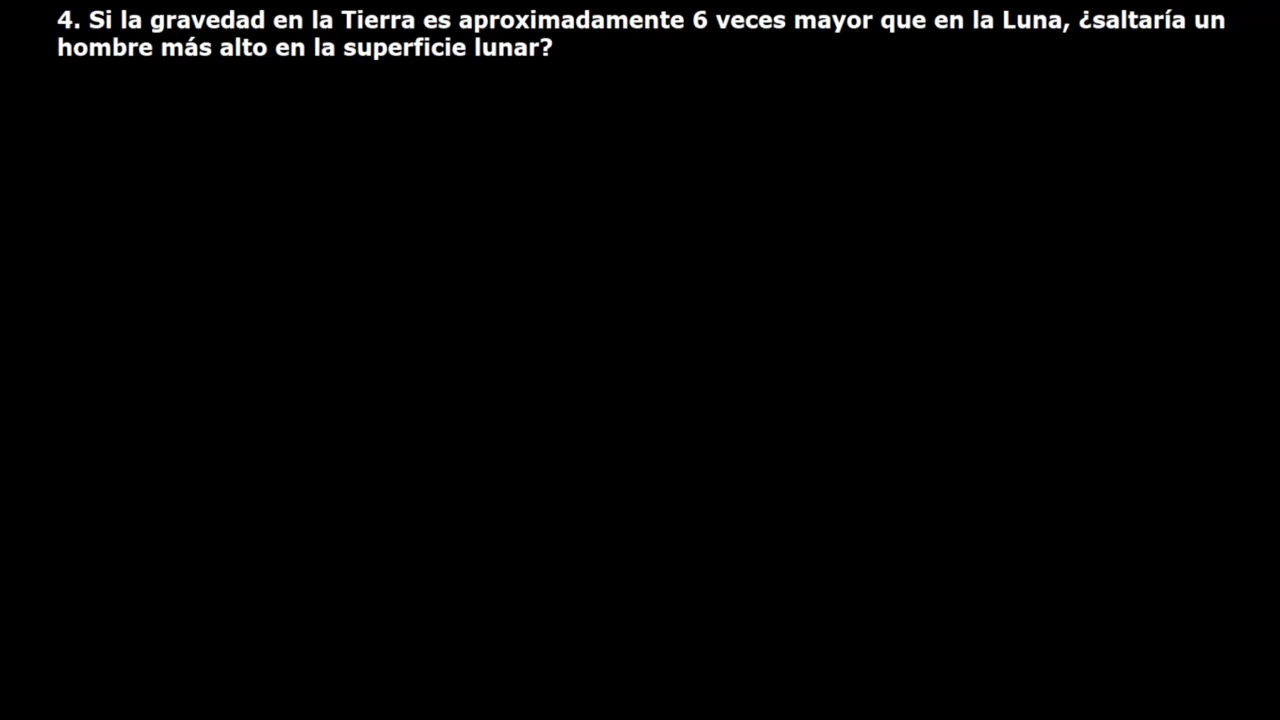 4. Si la gravedad en la Tierra es aproximadamente 6 veces mayor que en la Luna, ¿saltaría un
hombre más alto en la superficie lunar?